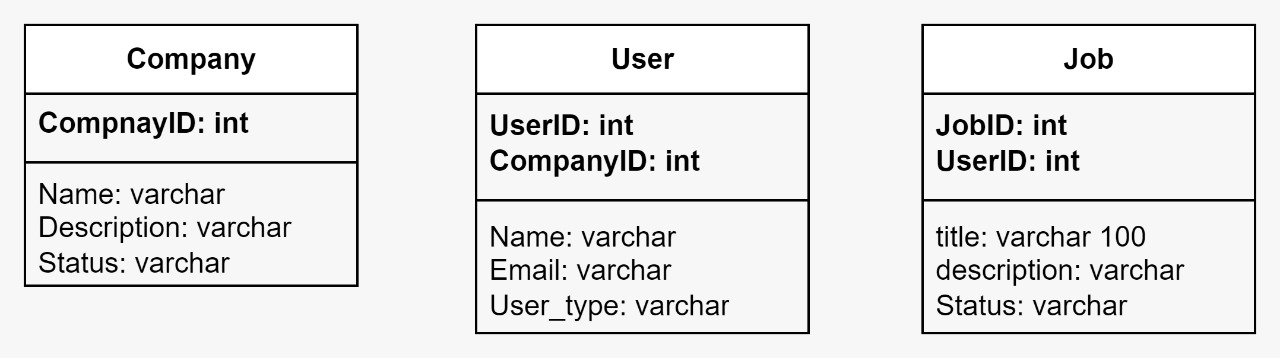 Company
CompnayID: int
Name: varchar
Description: varchar
Status: varchar
User
UserID: int
CompanyID: int
Name: varchar
Email: varchar
User_type: varchar
Job
JobID: int
UserID: int
title: varchar 100
description: varchar
Status: varchar